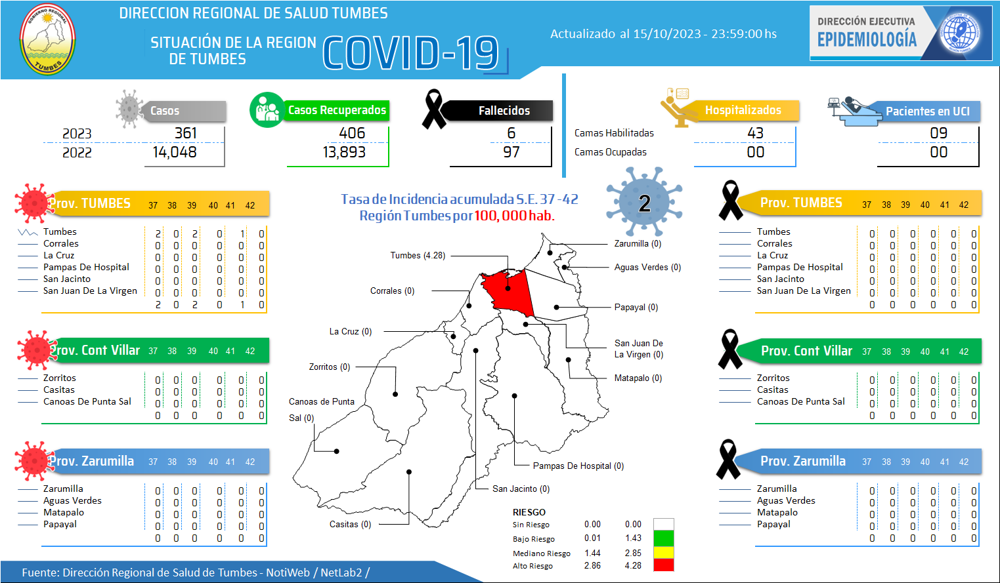 GOBIERNO REGIONAL
TUMBES
DIRECCION REGIONAL DE SALUD TUMBES
SITUACIÓN DE LA REGION
DE TUMBES
COVID-19
Actualizado al 15/10/2023 - 23:59:00 hs
DIRECCIÓN EJECUTIVA
EPIDEMIOLOGÍA
Casos
Casos Recuperados
Fallecidos
Hospitalizados
Pacientes en UCI
2023 361 406 6
2022 14,048 13,893 97
Camas Habilitadas 43 09
Camas Ocupadas 00 00
Prov. TUMBES 37 38 39 40 41 42
Tumbes 2 0 2 0 1 0
Corrales 0 0 0 0 0 0
La Cruz 0 0 0 0 0 0
Pampas De Hospital 0 0 0 0 0 0
San Jacinto 0 0 0 0 0 0
San Juan De La Virgen 0 0 0 0 0 0
2 0 2 0 1 0
Prov. Cont Villar 37 38 39 40 41 42
Zorritos 0 0 0 0 0 0
Casitas 0 0 0 0 0 0
Canoas De Punta Sal 0 0 0 0 0 0
0 0 0 0 0 0
Prov. Zarumilla 37 38 39 40 41 42
Zarumilla 0 0 0 0 0 0
Aguas Verdes 0 0 0 0 0 0
Matapalo 0 0 0 0 0 0
Papayal 0 0 0 0 0 0
0 0 0 0 0 0
Tasa de Incidencia acumulada S.E. 37 -42
Región Tumbes por 100, 000 hab.
2
Zarumilla (0)
Tumbes (4.28)
Aguas Verdes (0)
Corrales (0)
Papayal (0)
La Cruz (0)
San Juan De
La Virgen (0)
Zorritos (0)
Matapalo (0)
Canoas de Punta
Sal (0)
Pampas De Hospital (0)
San Jacinto (0)
Casitas (0)
RIESGO
Sin Riesgo 0.00 0.00
Bajo Riesgo 0.01 1.43
Mediano Riesgo 1.44 2.85
Alto Riesgo 2.86 4.28
Prov. TUMBES 37 38 39 40 41 42
Tumbes 0 0 0 0 0 0
Corrales 0 0 0 0 0 0
La Cruz 0 0 0 0 0 0
Pampas De Hospital 0 0 0 0 0 0
San Jacinto 0 0 0 0 0 0
San Juan De La Virgen 0 0 0 0 0 0
0 0 0 0 0 0
Prov. Cont Villar 37 38 39 40 41 42
Zorritos 0 0 0 0 0 0
Casitas 0 0 0 0 0 0
Canoas De Punta Sal 0 0 0 0 0 0
0 0 0 0 0 0
Prov. Zarumilla 37 38 39 40 41 42
Zarumilla 0 0 0 0 0 0
Aguas Verdes 0 0 0 0 0 0
Matapalo 0 0 0 0 0 0
Papayal 0 0 0 0 0 0
0 0 0 0 0 0
Fuente: Dirección Regional de Salud de Tumbes - NotiWeb / NetLab2 /